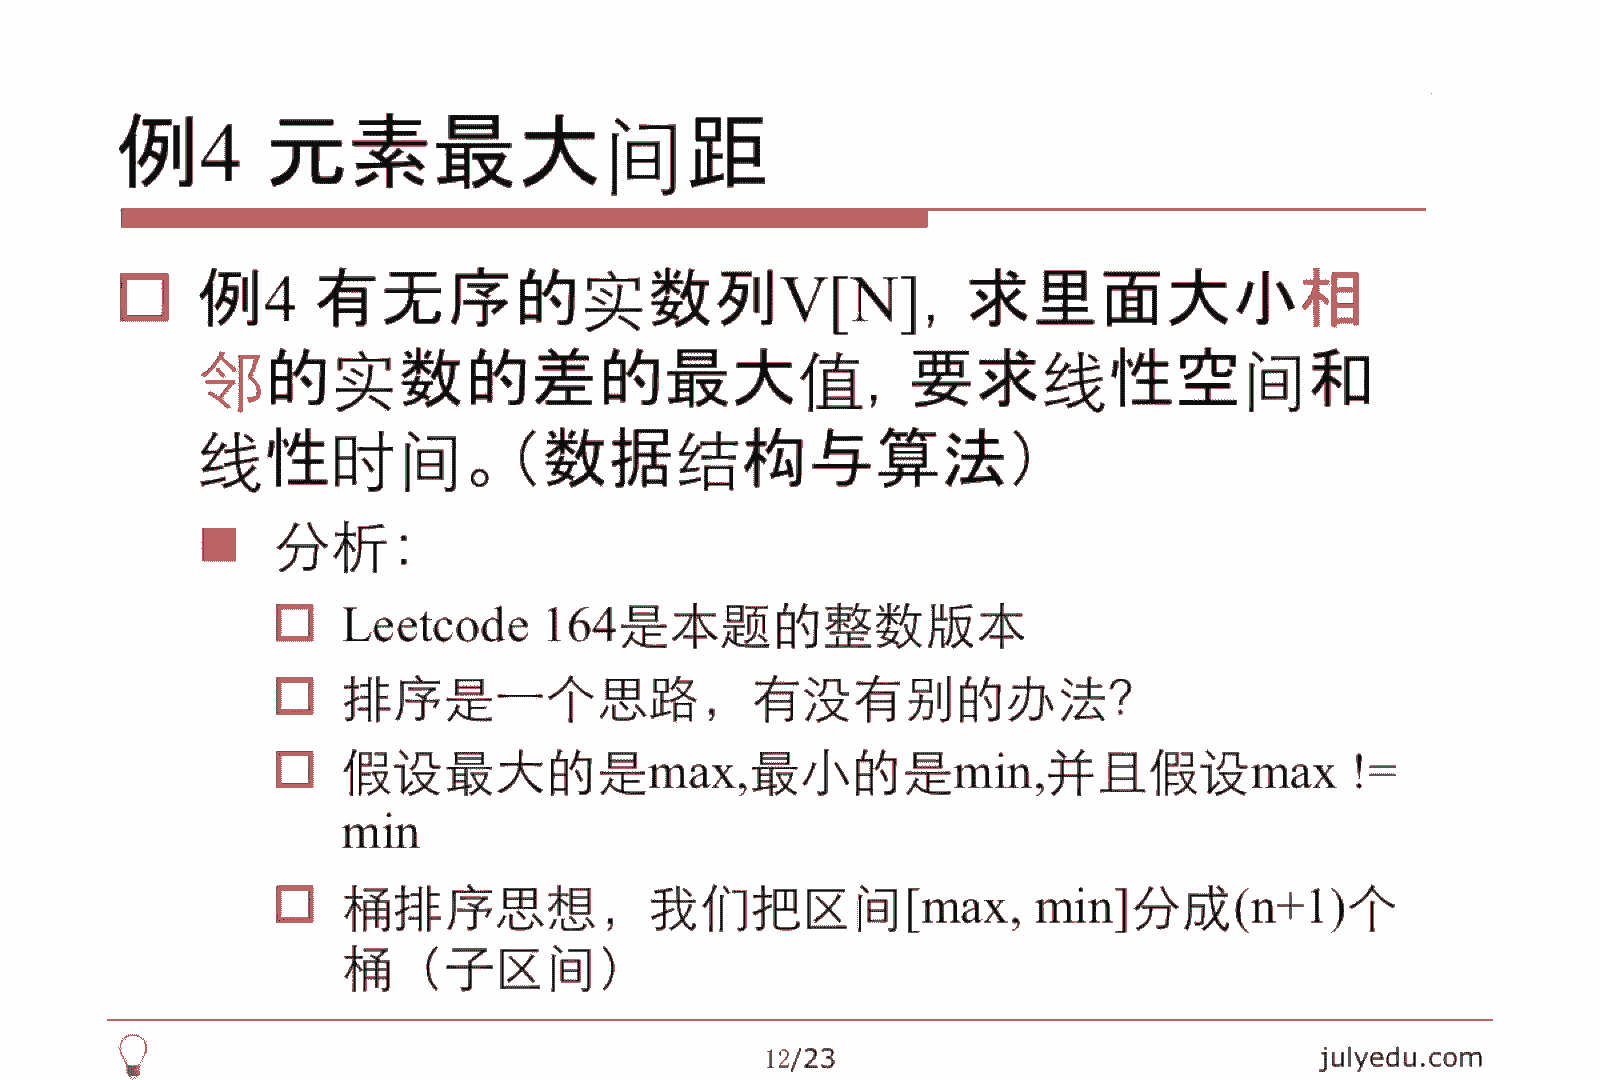 例4 元素最大间距
例4 有无序的实数列V[N]，求里面大小相
邻的实数的差的最大值，要求线性空间和
线性时间。（数据结构与算法）
分析：
Leetcode 164是本题的整数版本
排序是一个思路，有没有别的办法？
假设最大的是max,最小的是min,并且假设max !=
min
桶排序思想，我们把区间[max, min]分成(n+1)个
桶（子区间）
12/23
julyedu.com